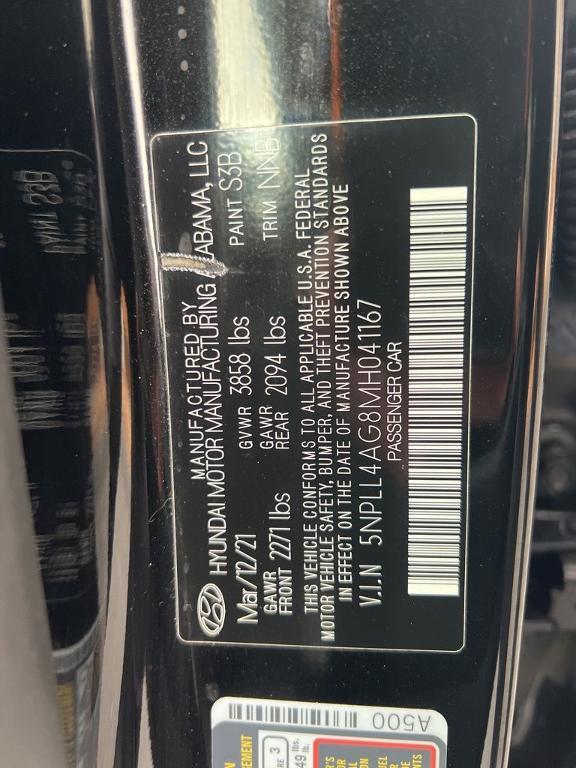 MANUFACTURED BY
HYUNDAI MOTOR MANUFACTURING ALABAMA, LLC
Mar/12/21 GVWR 3858 lbs PAINT S3B
GAWR FRONT 2271 lbs GAWR REAR 2094 lbs TRIM NNB
THIS VEHICLE CONFORMS TO ALL APPLICABLE U.S.A. FEDERAL
MOTOR VEHICLE SAFETY, BUMPER, AND THEFT PREVENTION STANDARDS
IN EFFECT ON THE DATE OF MANUFACTURE SHOWN ABOVE
V.I.N 5NPLL4AG8MH041167
PASSENGER CAR
A500